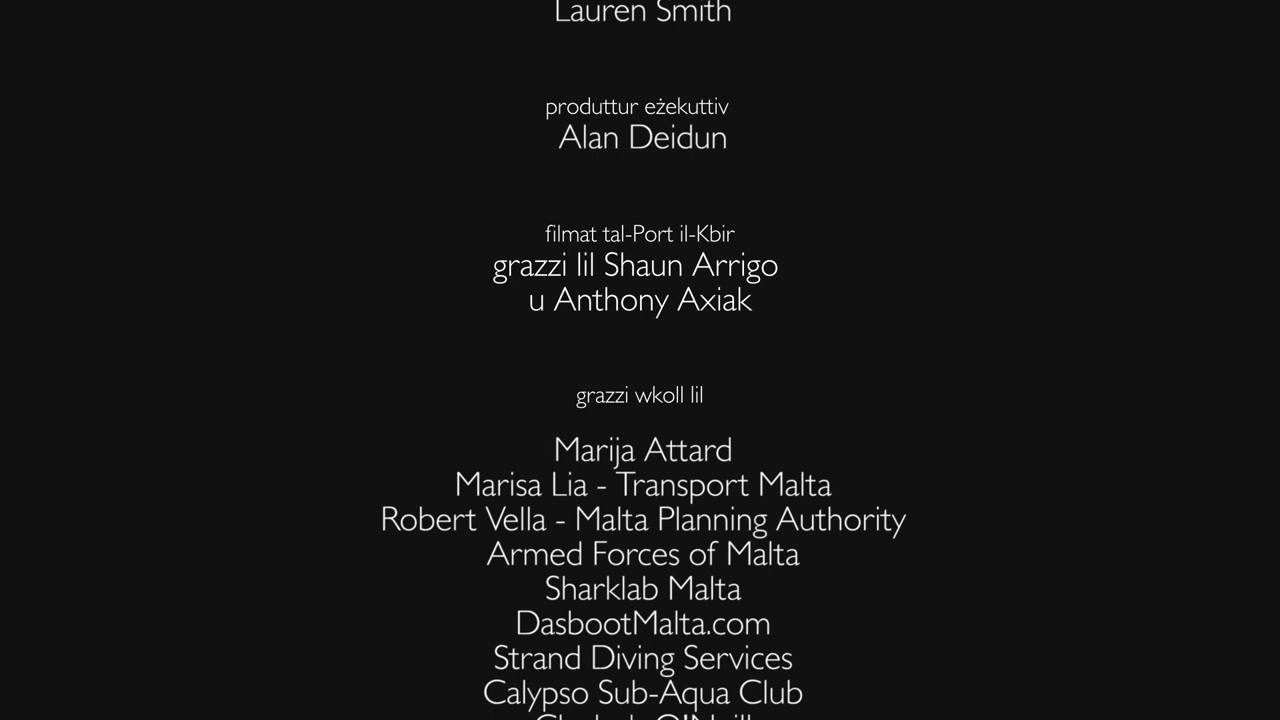 Lauren Smith
produttur eżekuttiv
Alan Deidun
filmat tal-Port il-Kbir
grazzi lil Shaun Arrigo
u Anthony Axiak
grazzi wkoll lil
Marija Attard
Marisa Lia - Transport Malta
Robert Vella - Malta Planning Authority
Armed Forces of Malta
Sharklab Malta
DasbootMalta.com
Strand Diving Services
Calypso Sub-Aqua Club